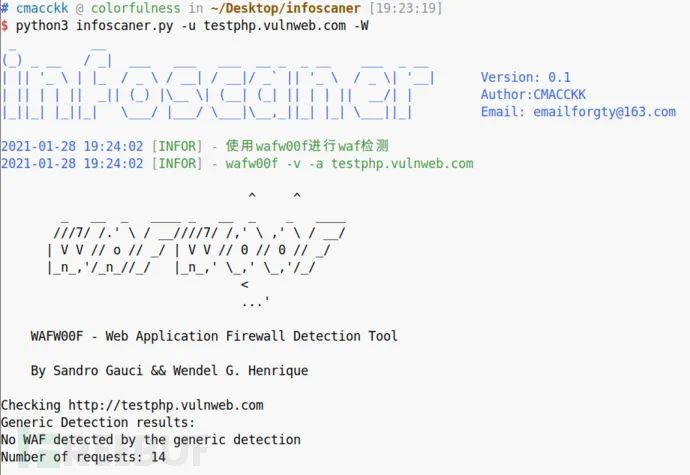 # cmacckk @ colorfulness in ~/Desktop/infoscaner [19:23:19]
$ python3 infoscaner.py -u testphp.vulnweb.com -W
infoscaner
Version: 0.1
Author:CMACCKK
Email: emailforgty@163.com
2021-01-28 19:24:02 [INFOR] - 使用wafw00f进行waf检测
2021-01-28 19:24:02 [INFOR] - wafw00f -v -a testphp.vulnweb.com
WAFW00F - Web Application Firewall Detection Tool
By Sandro Gauci && Wendel G. Henrique
Checking http://testphp.vulnweb.com
Generic Detection results:
No WAF detected by the generic detection
Number of requests: 14
FREEBUF